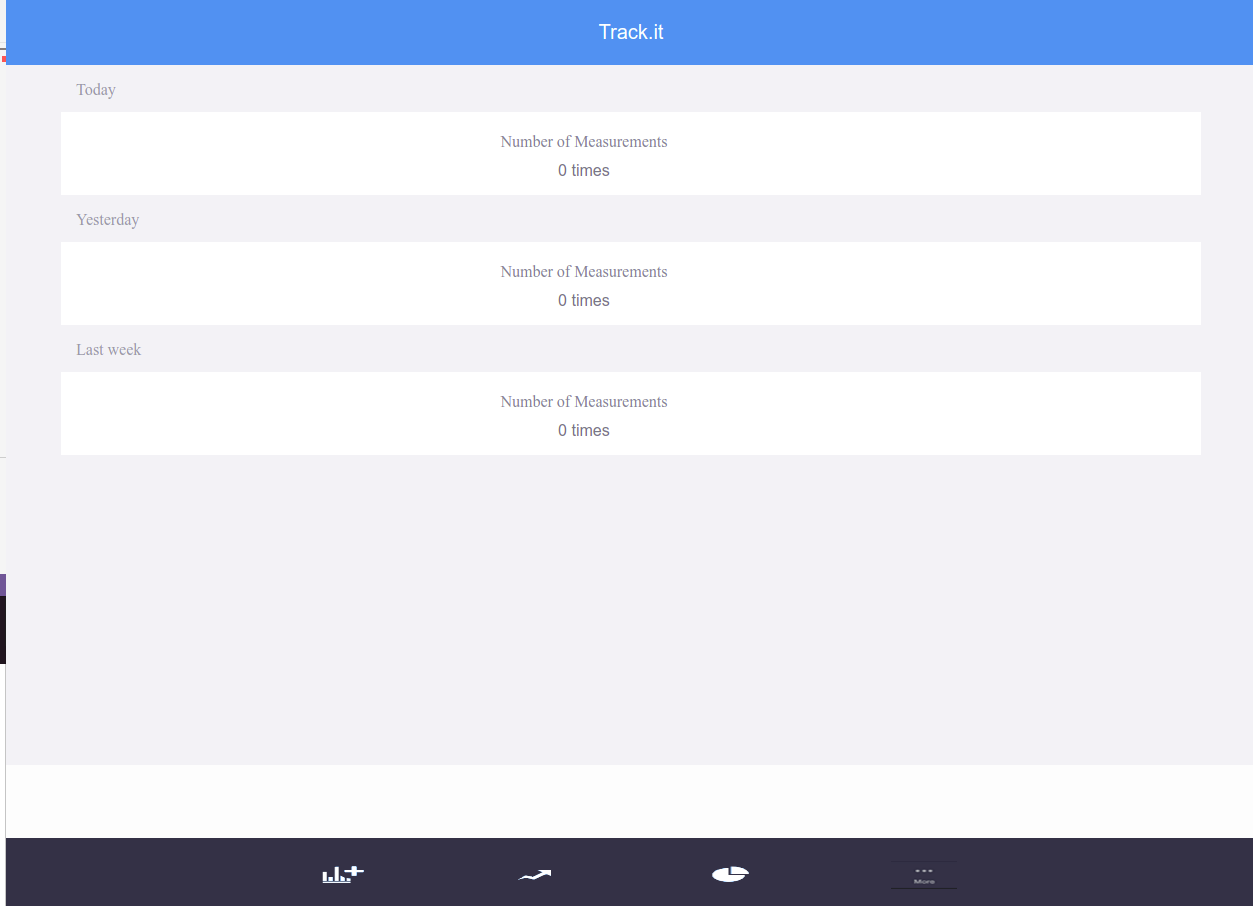 Track.it
Today
Number of Measurements
0 times
Yesterday
Number of Measurements
0 times
Last week
Number of Measurements
0 times
More